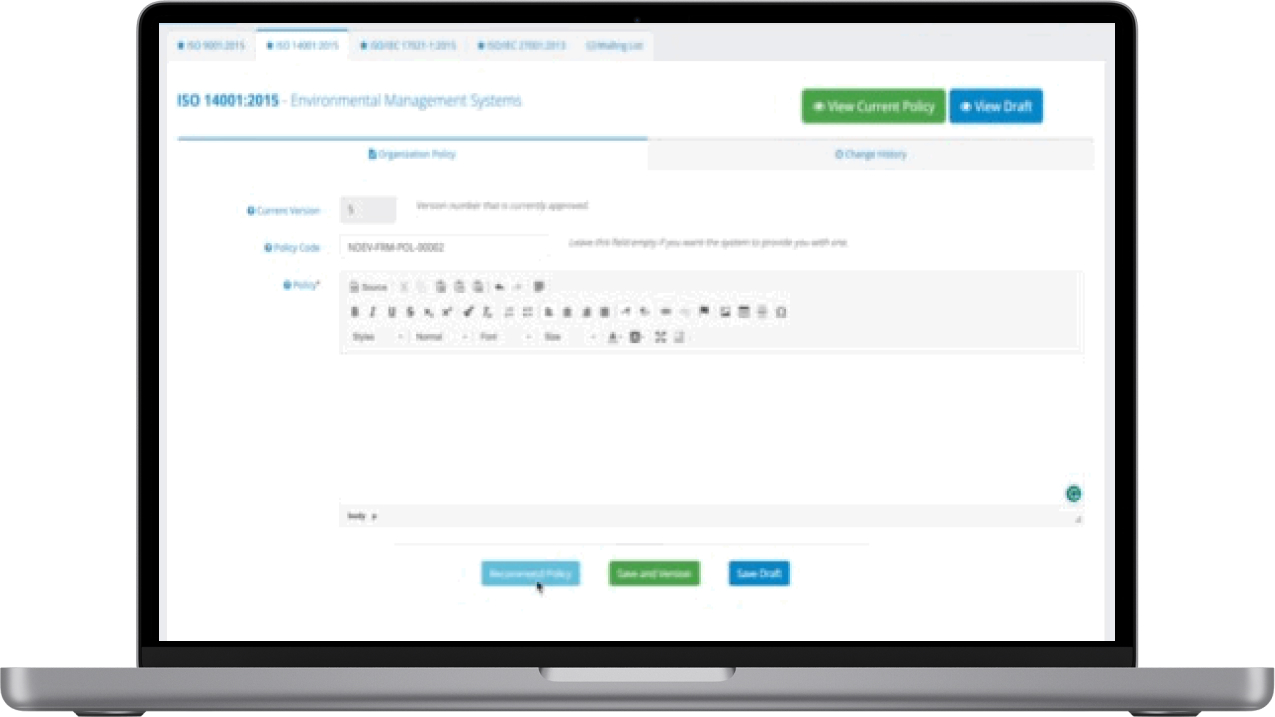 ISO 9001:2015 ISO 14001:2015 ISO/IEC 17021-1:2015 ISO/IEC 27001:2013 Mailing List
ISO 14001:2015 - Environmental Management Systems
View Current Policy View Draft
Organization Policy Change History
Current Version 5 Version number that is currently approved.
Policy Code NOEV-FRM-POL-00002 Leave this field empty if you want the system to provide you with one.
Policy*
Source
B I U S
Styles Normal Font Size
body p
Recommend Policy Save and Version Save Draft